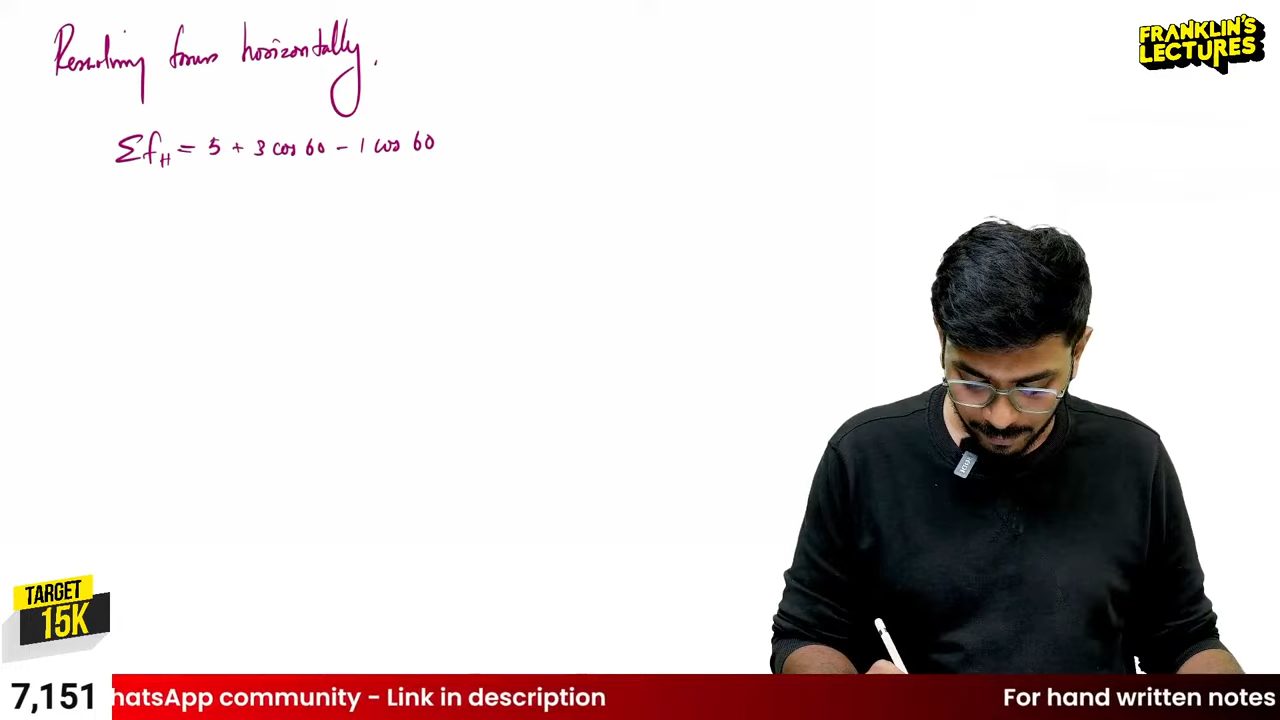 Resolving forces horizontally.
FRANKLIN'S
LECTURES
Σf_H = 5 + 3 cos 60 - 1 cos 60
TARGET
15K
7,151
hatsApp community - Link in description
For hand written notes